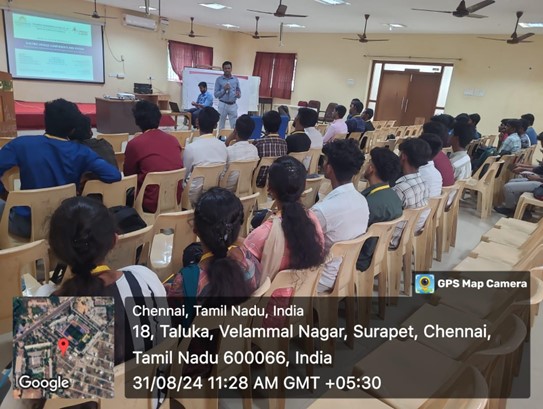 GPS Map Camera
Chennai, Tamil Nadu, India
18, Taluka, Velammal Nagar, Surapet, Chennai,
Tamil Nadu 600066, India
31/08/24 11:28 AM GMT +05:30
Google